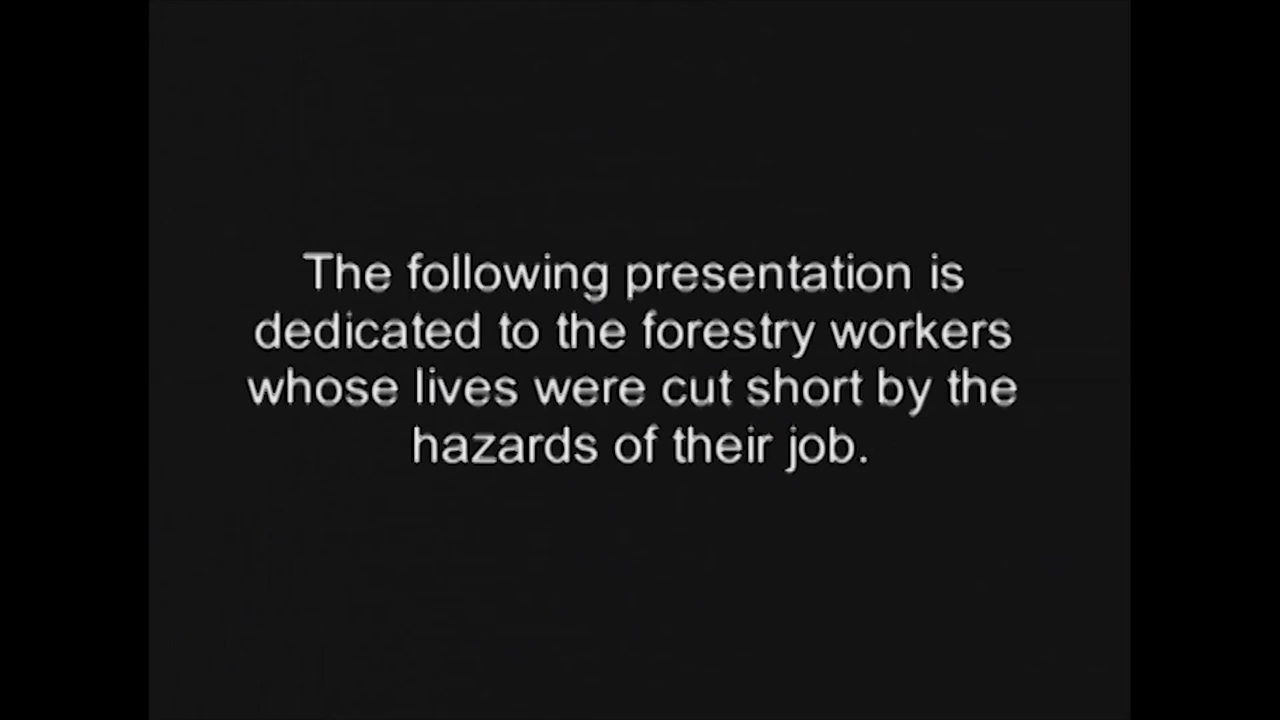 The following presentation is
dedicated to the forestry workers
whose lives were cut short by the
hazards of their job.